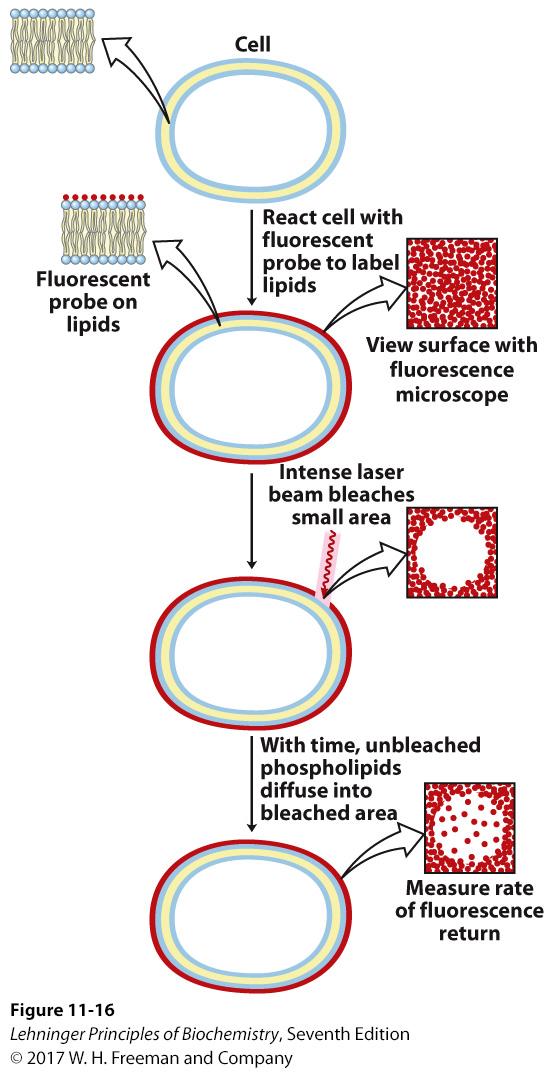 Cell
React cell with
fluorescent
probe to label
lipids
Fluorescent
probe on
lipids
View surface with
fluorescence
microscope
Intense laser
beam bleaches
small area
With time, unbleached
phospholipids
diffuse into
bleached area
Measure rate
of fluorescence
return
Figure 11-16
Lehninger Principles of Biochemistry, Seventh Edition
© 2017 W. H. Freeman and Company